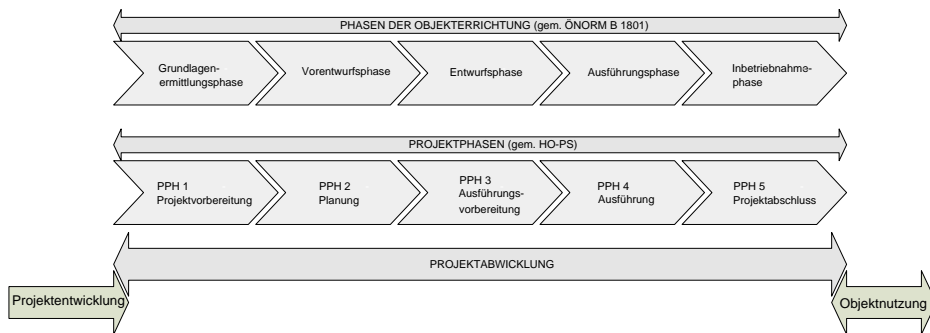 PHASEN DER OBJEKTERRICHTUNG (gem. ÖNORM B 1801)
Grundlagen-
ermittlungsphase
Vorentwurfsphase
Entwurfsphase
Ausführungsphase
Inbetriebnahme-
phase
PROJEKTPHASEN (gem. HO-PS)
PPH 1
Projektvorbereitung
PPH 2
Planung
PPH 3
Ausführungs-
vorbereitung)
PPH 4
Ausführung
PPH 5
Projektabschluss
PROJEKTABWICKLUNG
Projektentwicklung
Objektnutzung